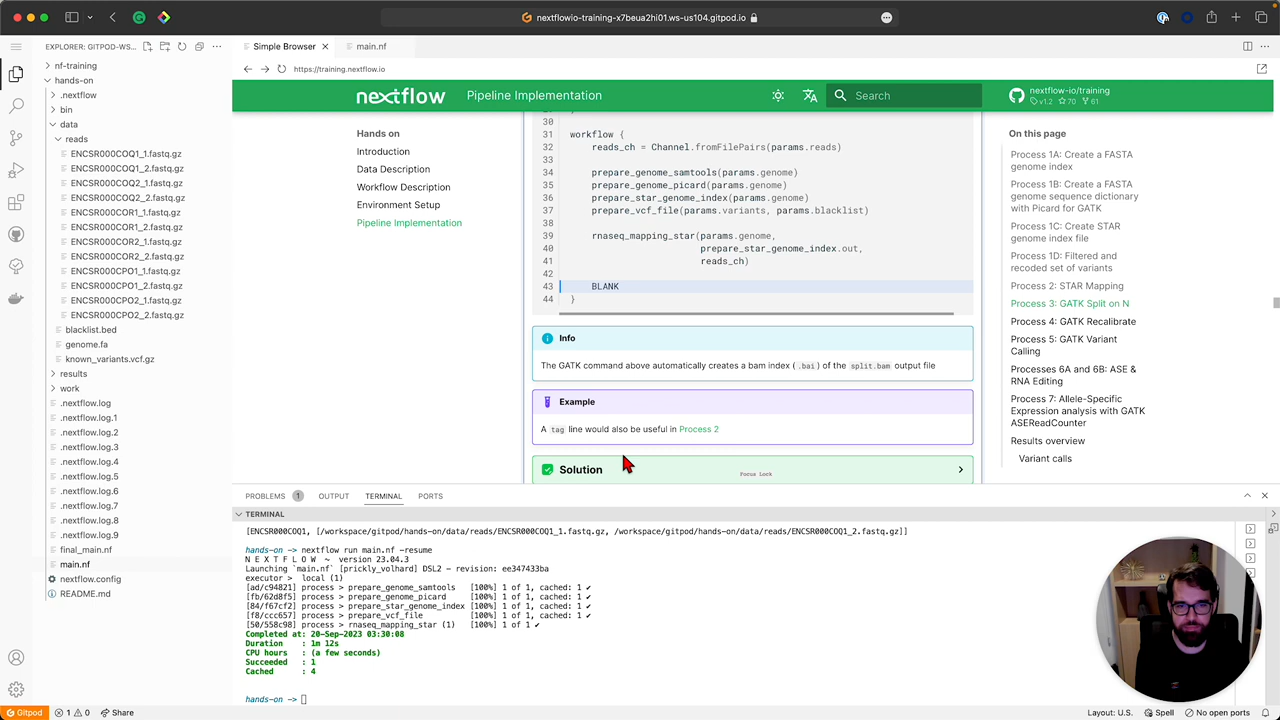 nextflowio-training-x7beua2hi01.ws-us104.gitpod.io
EXPLORER: GITPOD-WS...
nf-training
hands-on
.nextflow
bin
data
reads
ENCSR000COQ1_1.fastq.gz
ENCSR000COQ1_2.fastq.gz
ENCSR000COQ2_1.fastq.gz
ENCSR000COQ2_2.fastq.gz
ENCSR000COR1_1.fastq.gz
ENCSR000COR1_2.fastq.gz
ENCSR000COR2_1.fastq.gz
ENCSR000COR2_2.fastq.gz
ENCSR000CPO1_1.fastq.gz
ENCSR000CPO1_2.fastq.gz
ENCSR000CPO2_1.fastq.gz
ENCSR000CPO2_2.fastq.gz
blacklist.bed
genome.fa
known_variants.vcf.gz
results
work
.nextflow.log
.nextflow.log.1
.nextflow.log.2
.nextflow.log.3
.nextflow.log.4
.nextflow.log.5
.nextflow.log.6
.nextflow.log.7
.nextflow.log.8
.nextflow.log.9
final_main.nf
main.nf
nextflow.config
README.md
Simple Browser
main.nf
https://training.nextflow.io
nextflow
Pipeline Implementation
Search
nextflow-io/training
v1.2 70 61
Hands on
Introduction
Data Description
Workflow Description
Environment Setup
Pipeline Implementation
30
31 workflow {
32 reads_ch = Channel.fromFilePairs(params.reads)
33
34 prepare_genome_samtools(params.genome)
35 prepare_genome_picard(params.genome)
36 prepare_star_genome_index(params.genome)
37 prepare_vcf_file(params.variants, params.blacklist)
38
39 rnaseq_mapping_star(params.genome,
40 prepare_star_genome_index.out,
41 reads_ch)
42
43 BLANK
44 }
Info
The GATK command above automatically creates a bam index (.bai) of the split.bam output file
Example
A tag line would also be useful in Process 2
Solution
Focus Lock
On this page
Process 1A: Create a FASTA
genome index
Process 1B: Create a FASTA
genome sequence dictionary
with Picard for GATK
Process 1C: Create STAR
genome index file
Process 1D: Filtered and
recoded set of variants
Process 2: STAR Mapping
Process 3: GATK Split on N
Process 4: GATK Recalibrate
Process 5: GATK Variant
Calling
Processes 6A and 6B: ASE &
RNA Editing
Process 7: Allele-Specific
Expression analysis with GATK
ASEReadCounter
Results overview
Variant calls
PROBLEMS 1 OUTPUT TERMINAL PORTS
TERMINAL
[ENCSR000COQ1, [/workspace/gitpod/hands-on/data/reads/ENCSR000COQ1_1.fastq.gz, /workspace/gitpod/hands-on/data/reads/ENCSR000COQ1_2.fastq.gz]]
hands-on -> nextflow run main.nf -resume
N E X T F L O W ~ version 23.04.3
Launching `main.nf` [prickly_volhard] DSL2 - revision: ee347433ba
executor > local (1)
[ad/c94821] process > prepare_genome_samtools [100%] 1 of 1, cached: 1 ✔
[fb/62d8f5] process > prepare_genome_picard [100%] 1 of 1, cached: 1 ✔
[84/f67cf2] process > prepare_star_genome_index [100%] 1 of 1, cached: 1 ✔
[f8/ccc657] process > prepare_vcf_file [100%] 1 of 1, cached: 1 ✔
[50/558c98] process > rnaseq_mapping_star (1) [100%] 1 of 1 ✔
Completed at: 20-Sep-2023 03:30:08
Duration : 1m 12s
CPU hours : (a few seconds)
Succeeded : 1
Cached : 4
hands-on ->
Gitpod 1 0 Share
Layout: U.S. Spell No open ports